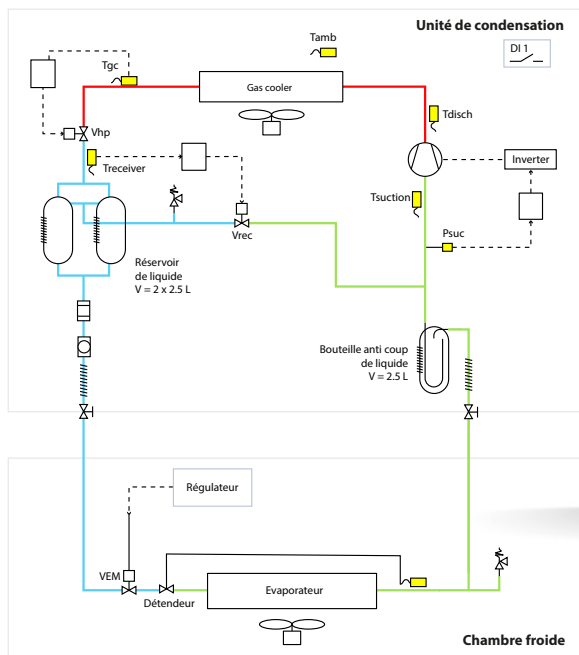 Unité de condensation
Tamb
DI 1
Tgc
Gas cooler
Tdisch
Vhp
Treceiver
Inverter
Tsuction
Psuc
Vrec
Réservoir
de liquide
V = 2 x 2.5 L
Bouteille anti coup
de liquide
V = 2.5 L
Régulateur
VEM
Détendeur
Evaporateur
Chambre froide